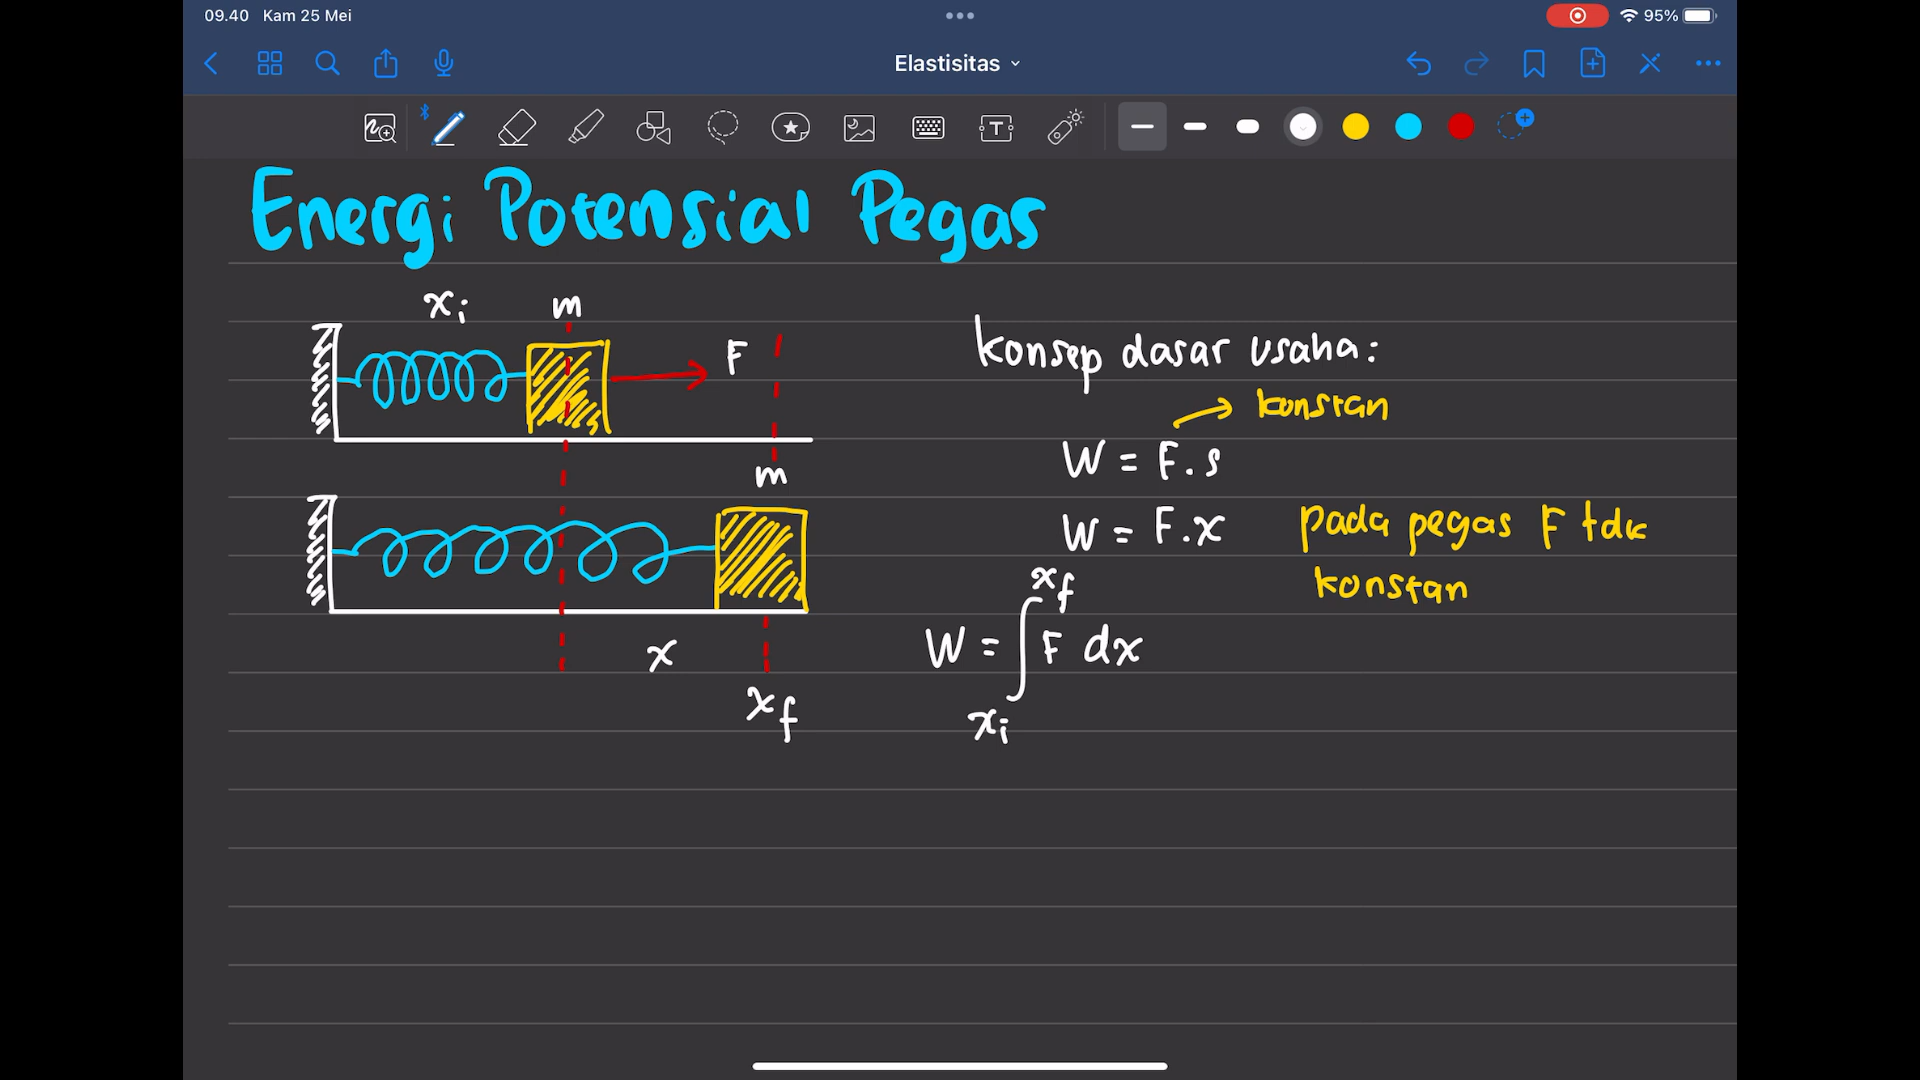 09.40 Kam 25 Mei
95%
Elastisitas
Energi Potensial Pegas
xi m
F
m
x
xf
konsep dasar usaha:
konstan
W = F.s
W = F.x
pada pegas F tdk
konstan
xf
W = ∫ F dx
xi